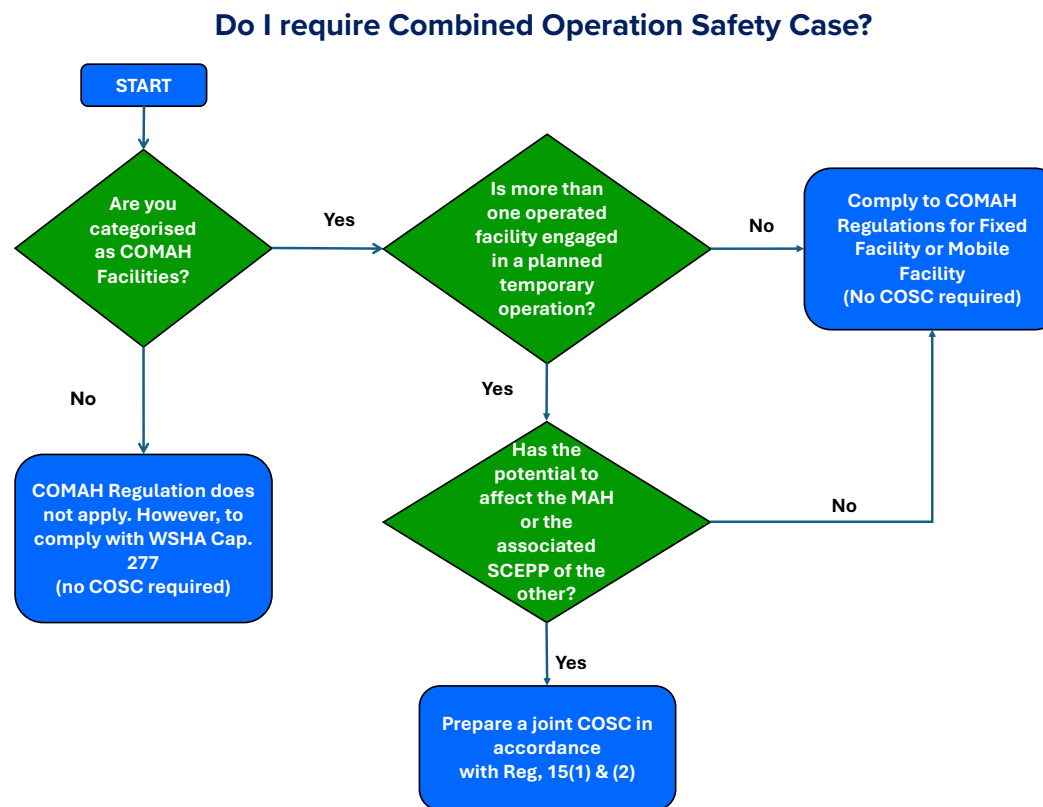 Do I require Combined Operation Safety Case?
START
Are you
categorised
as COMAH
Facilities?
Yes
Is more than
one operated
facility engaged
in a planned
temporary
operation?
No
Comply to COMAH
Regulations for Fixed
Facility or Mobile
Facility
(No COSC required)
No
Yes
COMAH Regulation does
not apply. However, to
comply with WSHA Cap.
277
(no COSC required)
Has the
potential to
affect the MAH
or the
associated
SCEPP of the
other?
No
Yes
Prepare a joint COSC in
accordance
with Reg, 15(1) & (2)